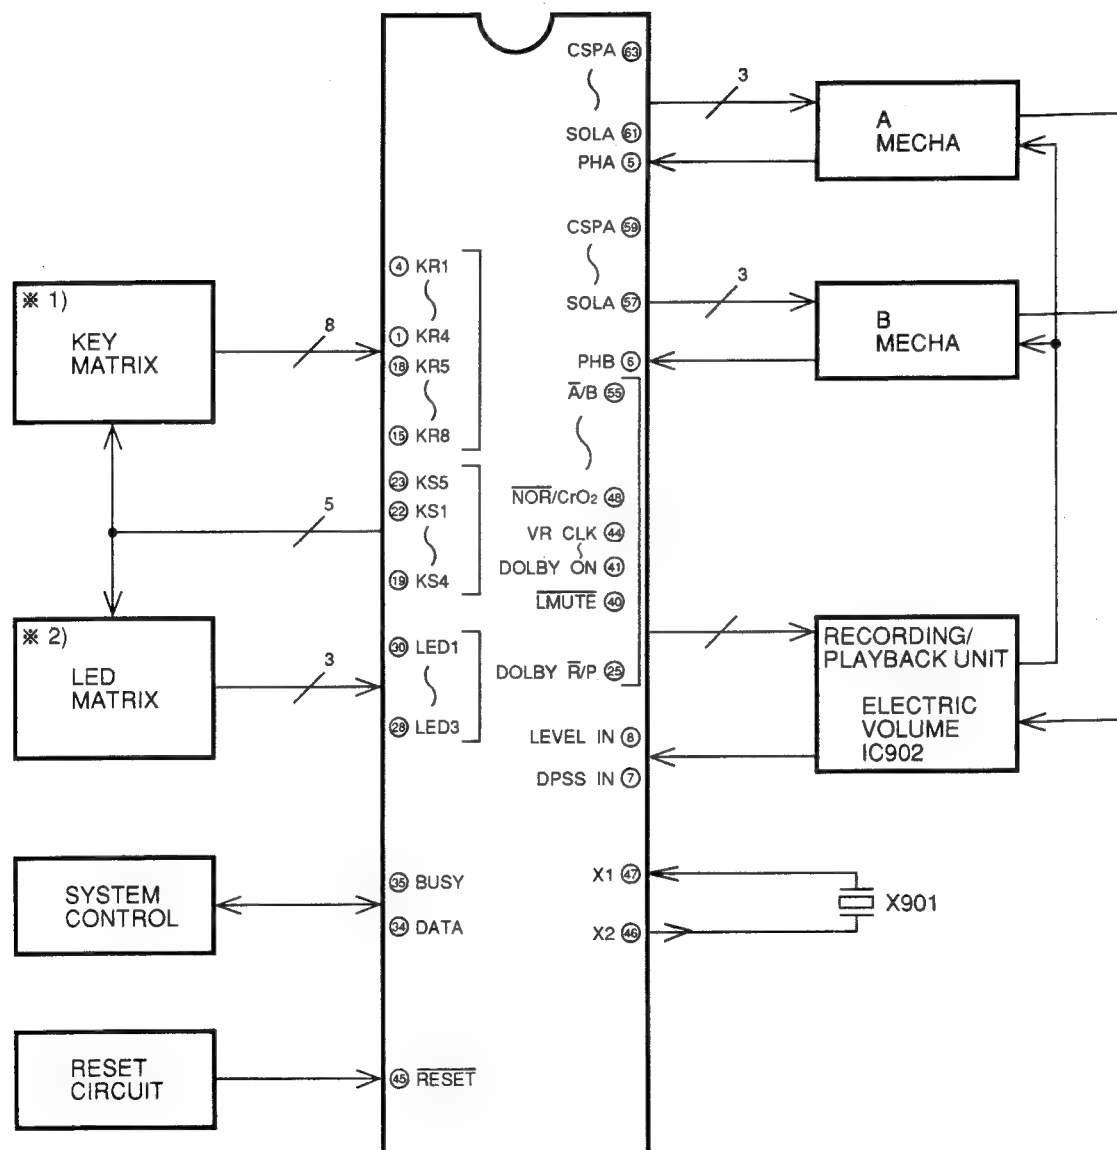 CSPA 63
3
A
MECHA
SOLA 61
PHA 5
CSPA 59
4 KR1
※ 1)
KEY
MATRIX
8
3
SOLA 57
B
MECHA
1 KR4
18 KR5
PHB 6
A/B 55
15 KR8
23 KS5
22 KS1
5
NOR/CrO₂ 48
VR CLK 44
19 KS4
DOLBY ON 41
LMUTE 40
※ 2)
LED
MATRIX
3
30 LED1
DOLBY R/P 25
RECORDING/
PLAYBACK UNIT
ELECTRIC
VOLUME
IC902
28 LED3
LEVEL IN 8
DPSS IN 7
SYSTEM
CONTROL
35 BUSY
34 DATA
X1 47
X901
X2 46
RESET
CIRCUIT
45 RESET